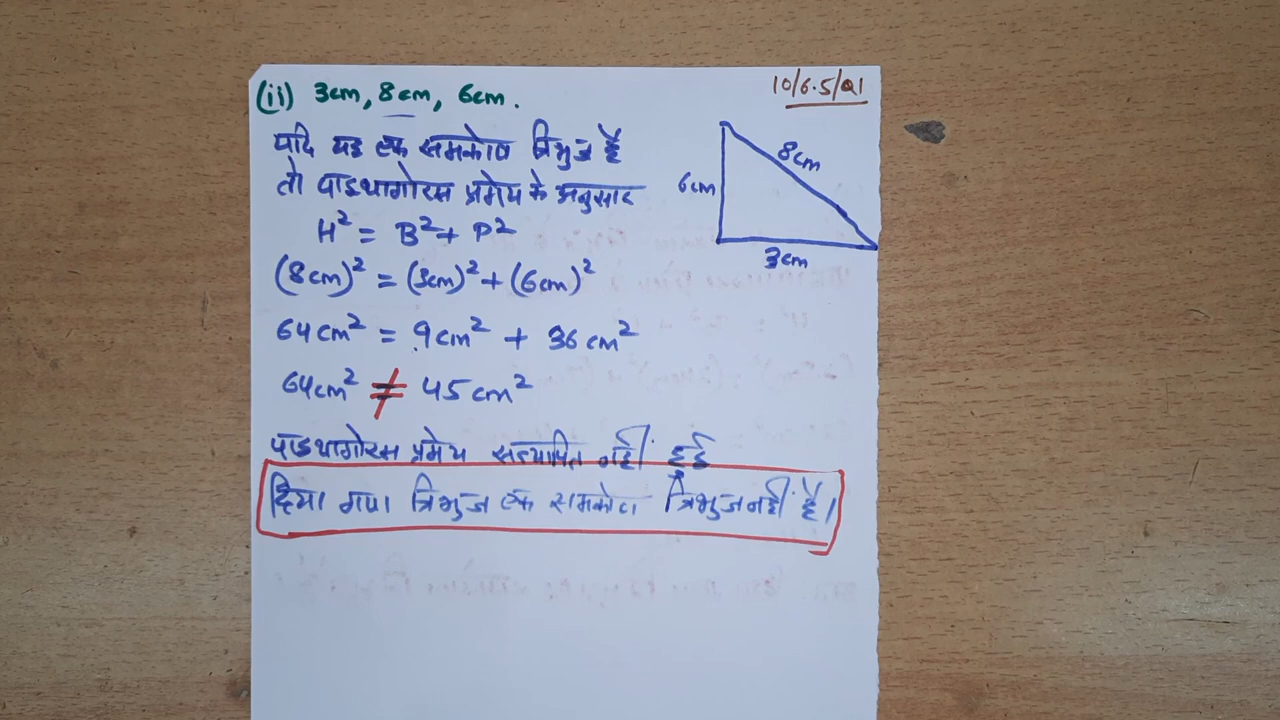 (ii) 3cm, 8cm, 6cm.
10/6.5/Q1
यदि यह एक समकोण त्रिभुज है
तो पाइथागोरस प्रमेय के अनुसार
H² = B² + P²
(8cm)² = (3cm)² + (6cm)²
64cm² = 9cm² + 36cm²
64cm² ≠ 45cm²
पाइथागोरस प्रमेय सत्यापित नहीं हुई
दिया गया त्रिभुज एक समकोण त्रिभुज नहीं है।
8cm
6cm
3cm